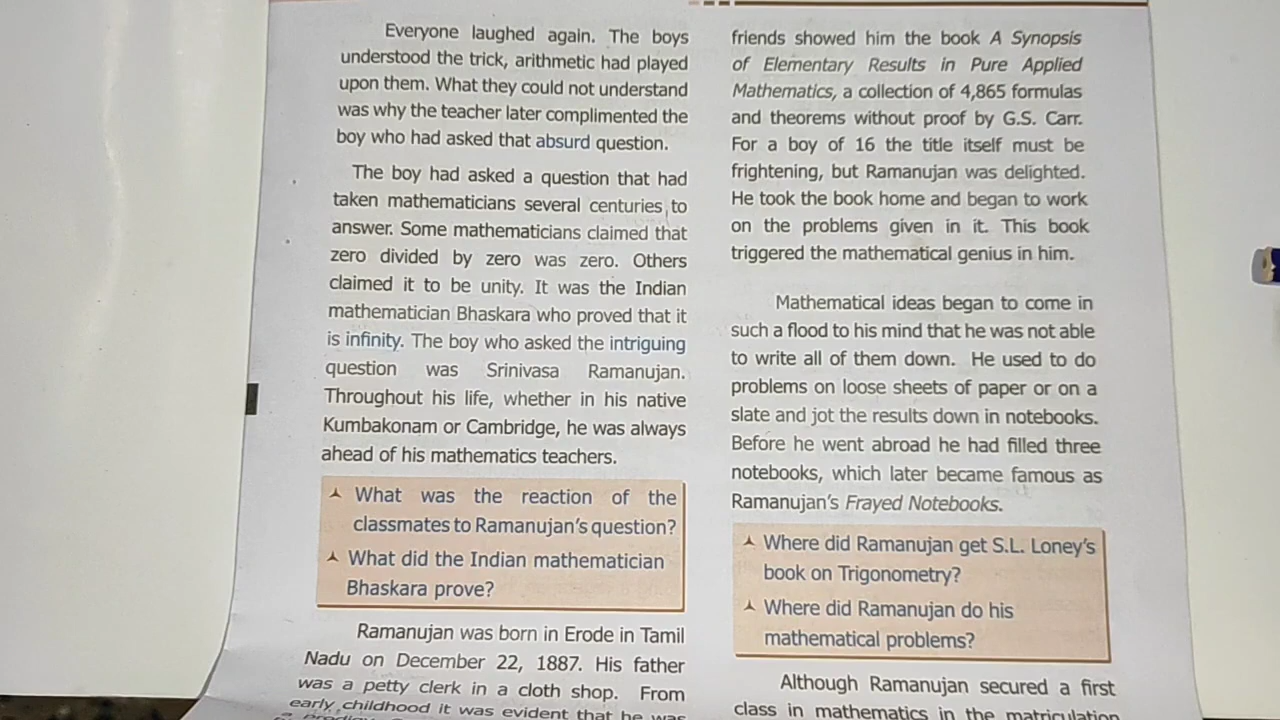 Everyone laughed again. The boys
understood the trick, arithmetic had played
upon them. What they could not understand
was why the teacher later complimented the
boy who had asked that absurd question.
The boy had asked a question that had
taken mathematicians several centuries to
answer. Some mathematicians claimed that
zero divided by zero was zero. Others
claimed it to be unity. It was the Indian
mathematician Bhaskara who proved that it
is infinity. The boy who asked the intriguing
question was Srinivasa Ramanujan.
Throughout his life, whether in his native
Kumbakonam or Cambridge, he was always
ahead of his mathematics teachers.
What was the reaction of the
classmates to Ramanujan's question?
What did the Indian mathematician
Bhaskara prove?
Ramanujan was born in Erode in Tamil
Nadu on December 22, 1887. His father
was a petty clerk in a cloth shop. From
early childhood it was evident that he was
a prodigy.
friends showed him the book A Synopsis
of Elementary Results in Pure Applied
Mathematics, a collection of 4,865 formulas
and theorems without proof by G.S. Carr.
For a boy of 16 the title itself must be
frightening, but Ramanujan was delighted.
He took the book home and began to work
on the problems given in it. This book
triggered the mathematical genius in him.
Mathematical ideas began to come in
such a flood to his mind that he was not able
to write all of them down. He used to do
problems on loose sheets of paper or on a
slate and jot the results down in notebooks.
Before he went abroad he had filled three
notebooks, which later became famous as
Ramanujan's Frayed Notebooks.
Where did Ramanujan get S.L. Loney's
book on Trigonometry?
Where did Ramanujan do his
mathematical problems?
Although Ramanujan secured a first
class in mathematics in the matriculation